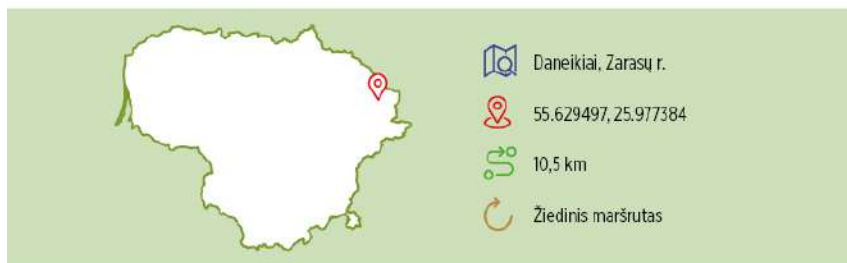 Daneikiai, Zarasų r.
55.629497, 25.977384
10,5 km
Žiedinis maršrutas